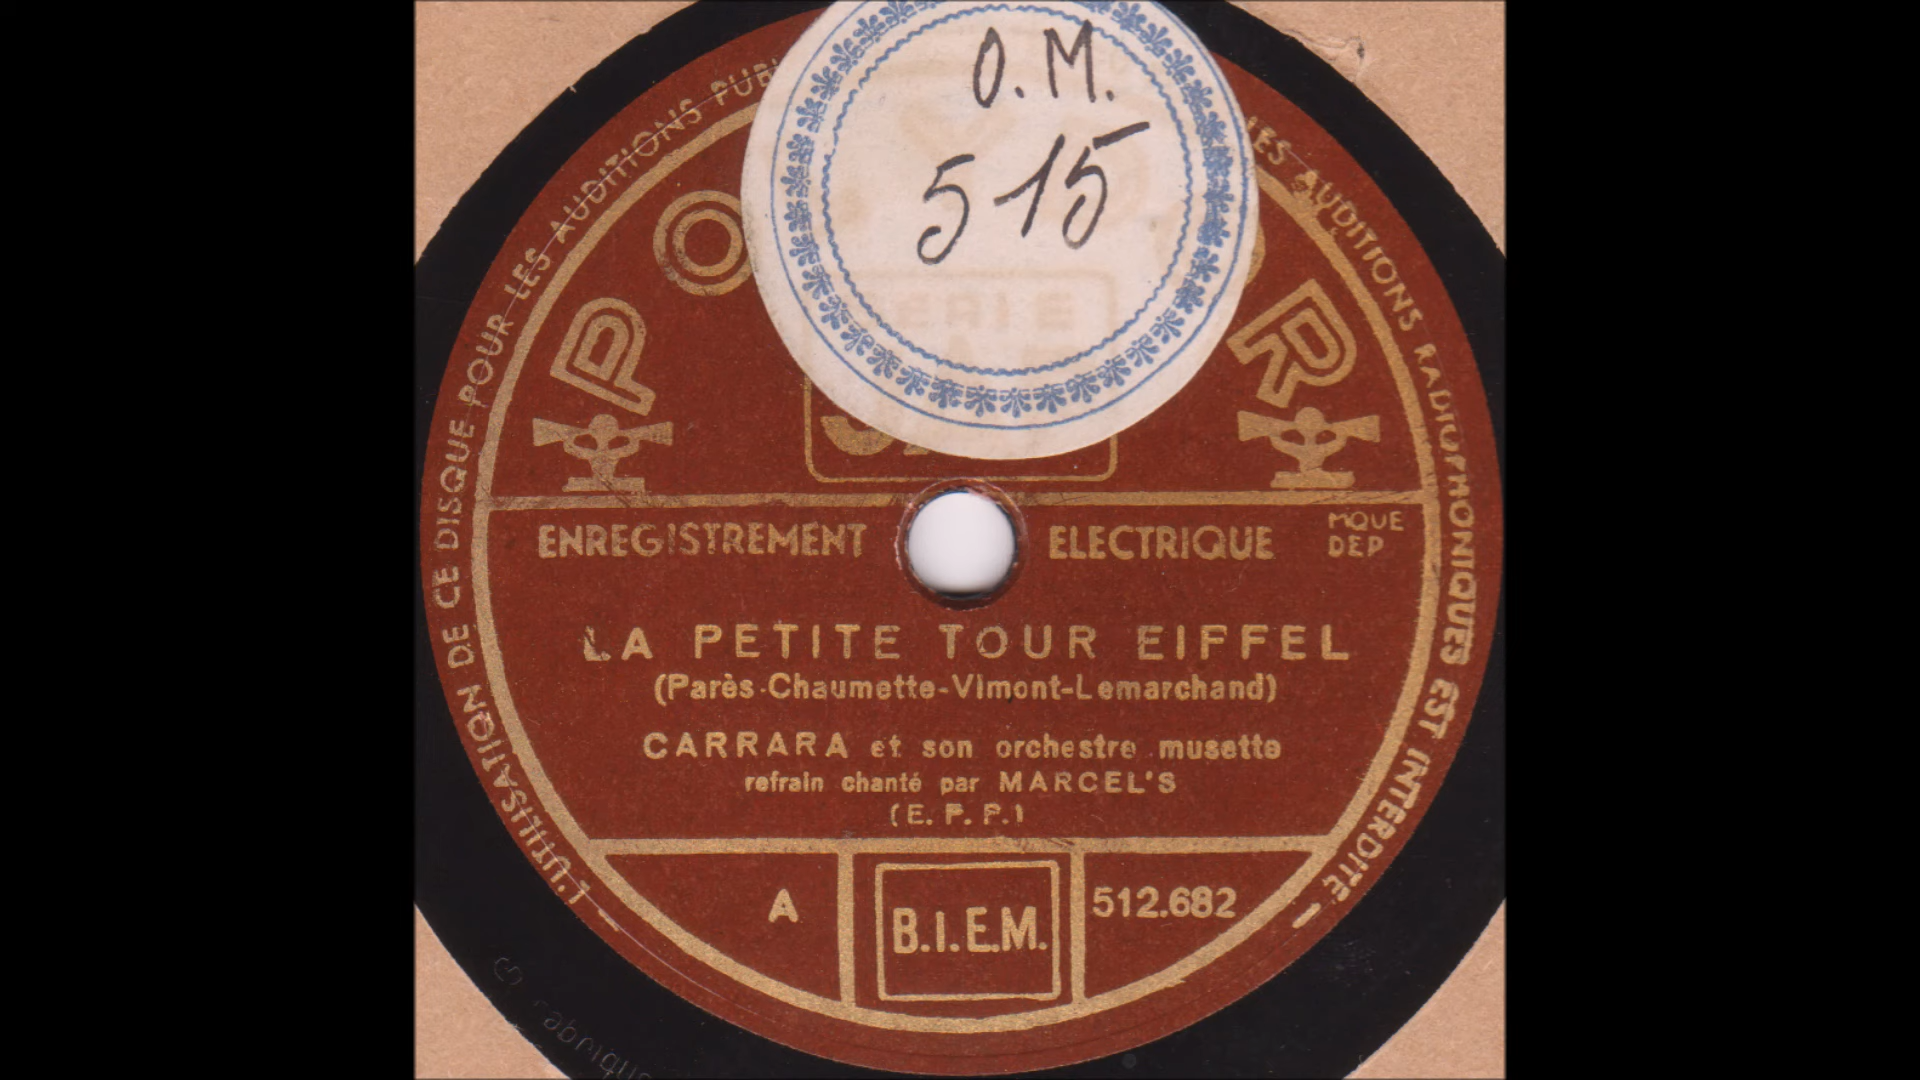 O.M.
515
L'UTILISATION DE CE DISQUE POUR LES AUDITIONS
LES AUDITIONS RADIOPHONIQUES EST INTERDITE
SERIE
ENREGISTREMENT ELECTRIQUE MQUE
DEP
LA PETITE TOUR EIFFEL
(Parès-Chaumette-Vimont-Lemarchand)
CARRARA et son orchestre musette
refrain chanté par MARCEL'S
(E. P. P.)
A B.I.E.M. 512.682